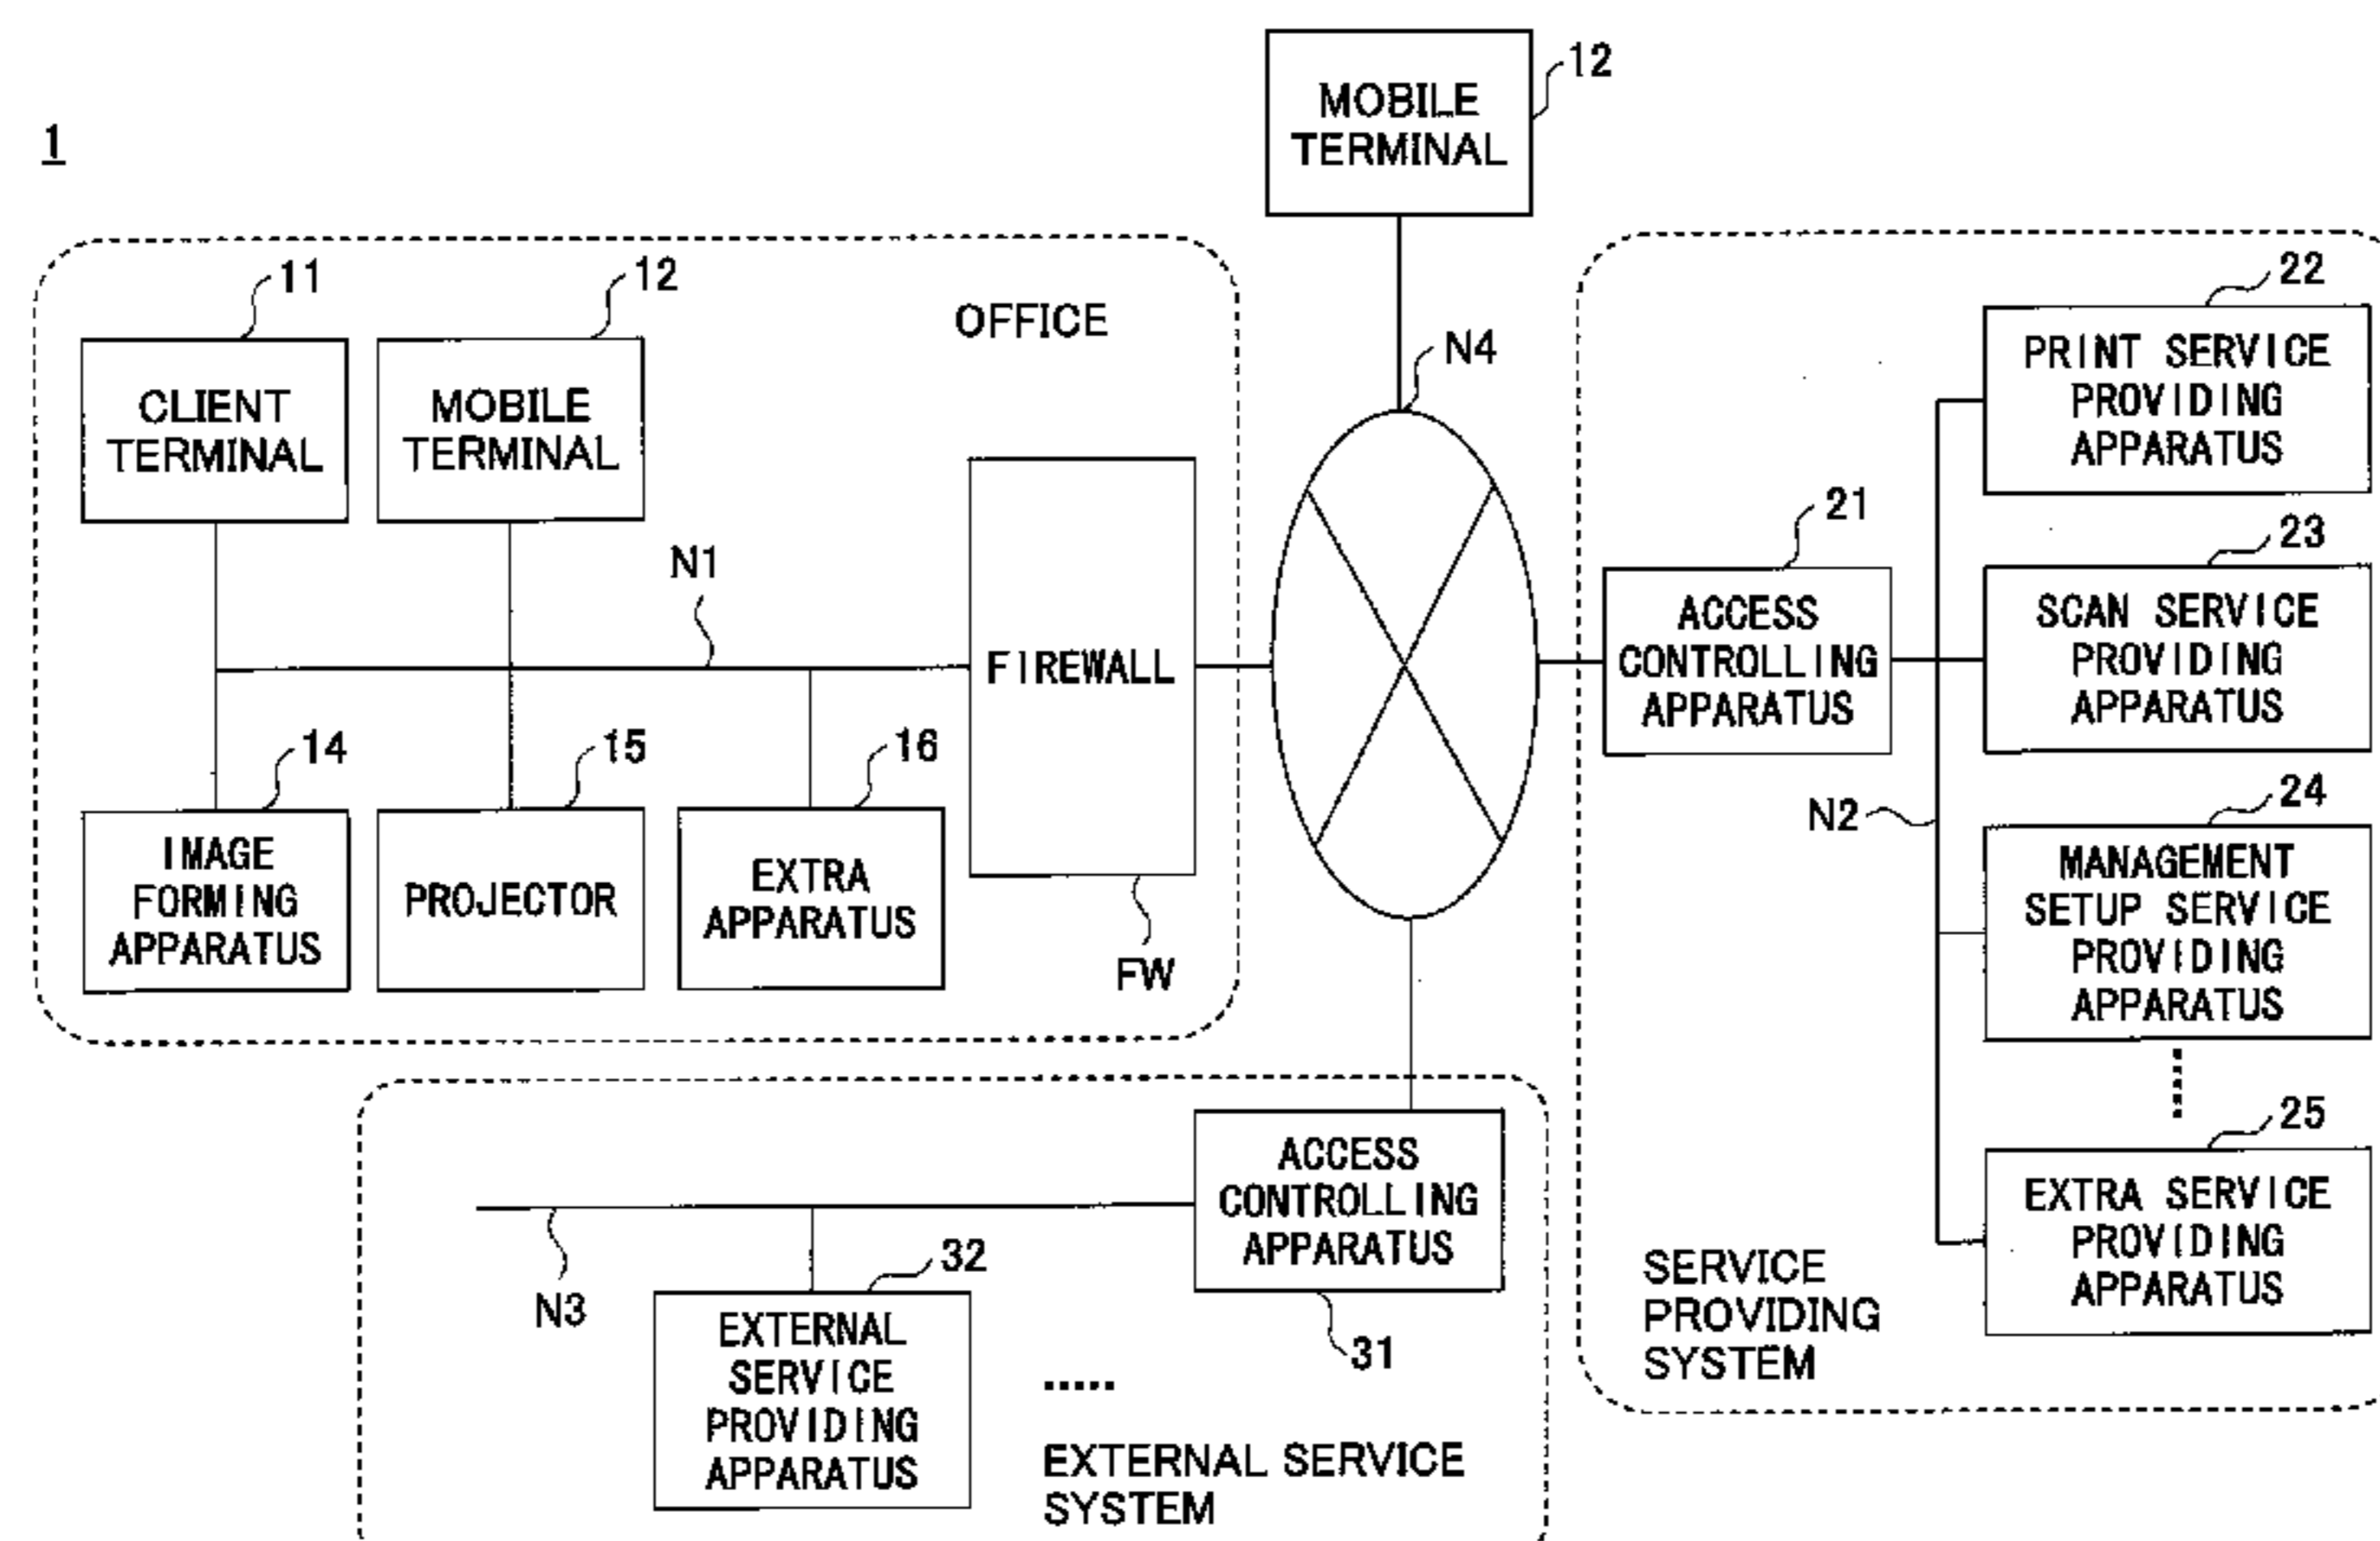 1
MOBILE
TERMINAL
12
OFFICE
11
CLIENT
TERMINAL
12
MOBILE
TERMINAL
N1
14
IMAGE
FORMING
APPARATUS
15
PROJECTOR
16
EXTRA
APPARATUS
FIREWALL
FW
N4
21
ACCESS
CONTROLLING
APPARATUS
N2
22
PRINT SERVICE
PROVIDING
APPARATUS
23
SCAN SERVICE
PROVIDING
APPARATUS
24
MANAGEMENT
SETUP SERVICE
PROVIDING
APPARATUS
25
EXTRA SERVICE
PROVIDING
APPARATUS
SERVICE
PROVIDING
SYSTEM
ACCESS
CONTROLLING
APPARATUS
31
N3
32
EXTERNAL
SERVICE
PROVIDING
APPARATUS
EXTERNAL SERVICE
SYSTEM